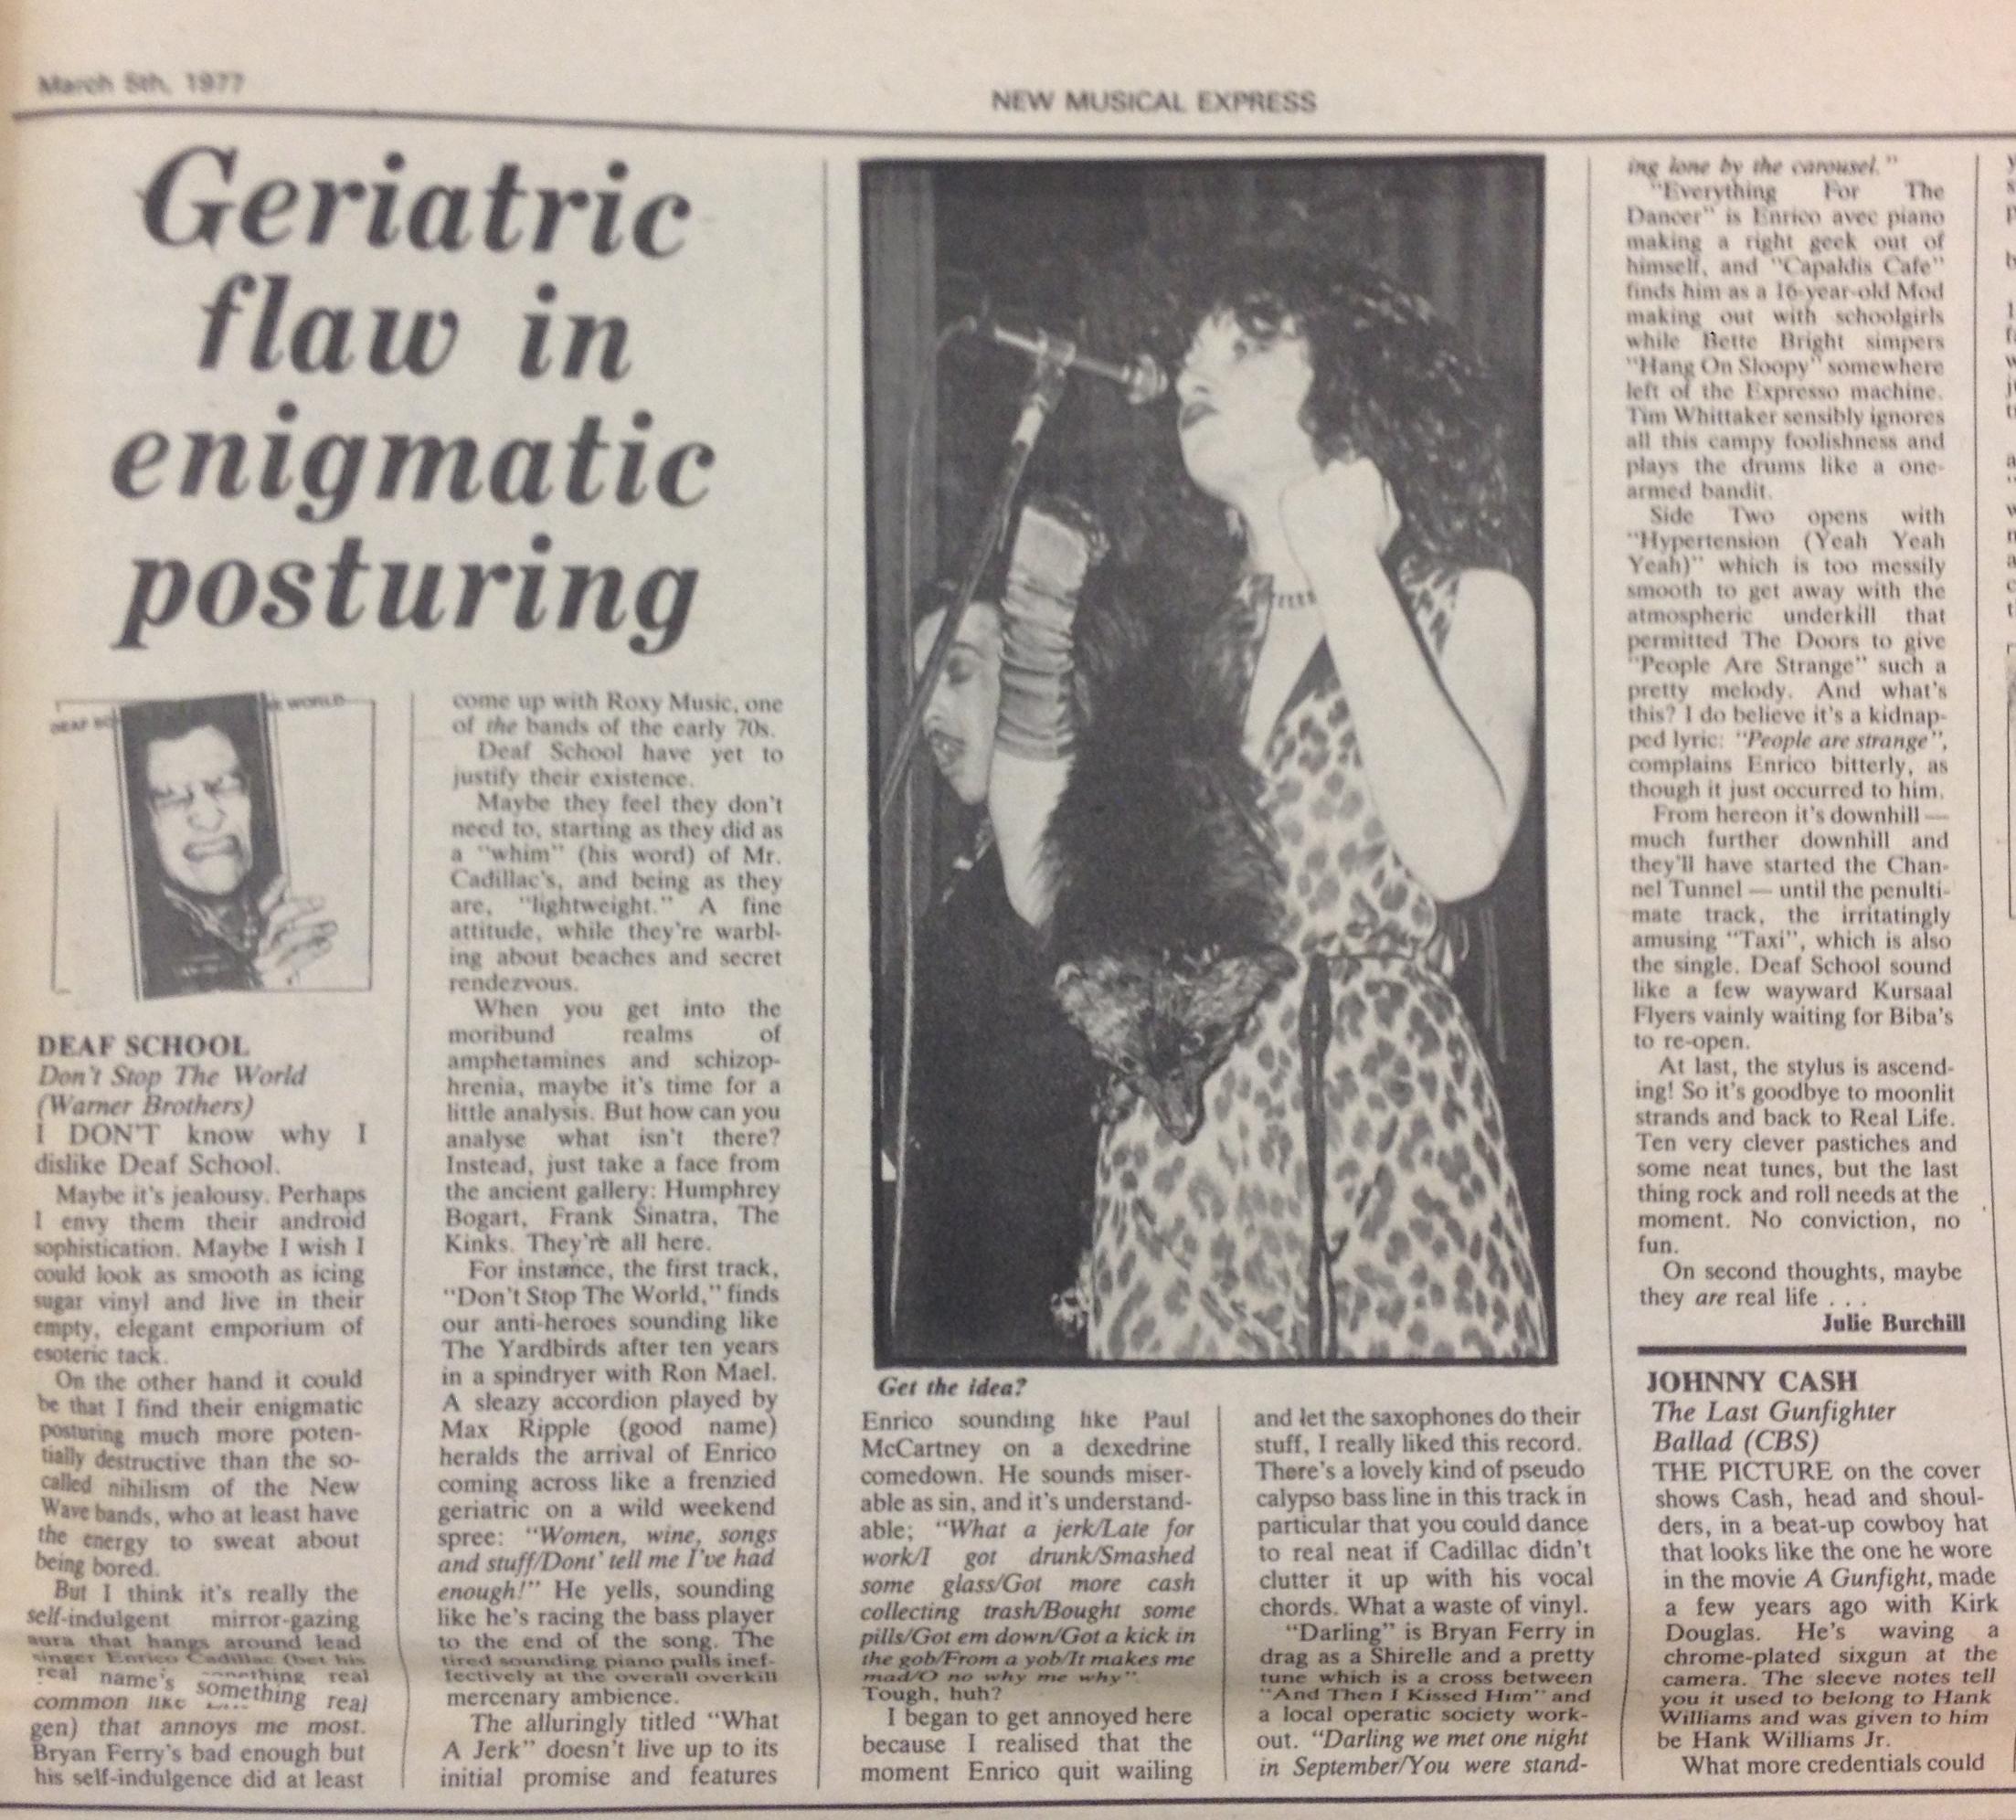 March 5th, 1977
NEW MUSICAL EXPRESS
Geriatric
flaw in
enigmatic
posturing
WORLD
DEAF SCHOOL
Don't Stop The World
(Warner Brothers)
I DON'T know why I
dislike Deaf School.
Maybe it's jealousy. Perhaps
I envy them their android
sophistication. Maybe I wish I
could look as smooth as icing
sugar vinyl and live in their
empty, elegant emporium of
esoteric tack.
On the other hand it could
be that I find their enigmatic
posturing much more poten-
tially destructive than the so-
called nihilism of the New
Wave bands, who at least have
the energy to sweat about
being bored.
But I think it's really the
self-indulgent mirror-gazing
aura that hangs around lead
singer Enrico Cadillac (bet his
real name's something real
common like
gen) that annoys me most.
Bryan Ferry's bad enough but
his self-indulgence did at least
come up with Roxy Music, one
of the bands of the early 70s.
Deaf School have yet to
justify their existence.
Maybe they feel they don't
need to, starting as they did as
a "whim" (his word) of Mr.
Cadillac's, and being as they
are, "lightweight." A fine
attitude, while they're warbl-
ing about beaches and secret
rendezvous.
When you get into the
moribund realms of
amphetamines and schizop-
hrenia, maybe it's time for a
little analysis. But how can you
analyse what isn't there?
Instead, just take a face from
the ancient gallery: Humphrey
Bogart, Frank Sinatra, The
Kinks. They're all here.
For instance, the first track,
"Don't Stop The World," finds
our anti-heroes sounding like
The Yardbirds after ten years
in a spindryer with Ron Mael.
A sleazy accordion played by
Max Ripple (good name)
heralds the arrival of Enrico
coming across like a frenzied
geriatric on a wild weekend
spree: "Women, wine, songs
and stuff/Dont' tell me I've had
enough!" He yells, sounding
like he's racing the bass player
to the end of the song. The
tired sounding piano pulls inef-
fectively at the overall overkill
mercenary ambience.
The alluringly titled "What
A Jerk" doesn't live up to its
initial promise and features
Get the idea?
Enrico sounding like Paul
McCartney on a dexedrine
comedown. He sounds miser-
able as sin, and it's understand-
able; "What a jerk/Late for
work/I got drunk/Smashed
some glass/Got more cash
collecting trash/Bought some
pills/Got em down/Got a kick in
the gob/From a yob/It makes me
mad/O no why me why".
Tough, huh?
I began to get annoyed here
because I realised that the
moment Enrico quit wailing
and let the saxophones do their
stuff, I really liked this record.
There's a lovely kind of pseudo
calypso bass line in this track in
particular that you could dance
to real neat if Cadillac didn't
clutter it up with his vocal
chords. What a waste of vinyl.
"Darling" is Bryan Ferry in
drag as a Shirelle and a pretty
tune which is a cross between
"And Then I Kissed Him" and
a local operatic society work-
out. "Darling we met one night
in September/You were stand-
ing lone by the carousel."
"Everything For The
Dancer" is Enrico avec piano
making a right geek out of
himself, and "Capaldis Cafe"
finds him as a 16-year-old Mod
making out with schoolgirls
while Bette Bright simpers
"Hang On Sloopy" somewhere
left of the Expresso machine.
Tim Whittaker sensibly ignores
all this campy foolishness and
plays the drums like a one-
armed bandit.
Side Two opens with
"Hypertension (Yeah Yeah
Yeah)" which is too messily
smooth to get away with the
atmospheric underkill that
permitted The Doors to give
"People Are Strange" such a
pretty melody. And what's
this? I do believe it's a kidnap-
ped lyric: "People are strange",
complains Enrico bitterly, as
though it just occurred to him.
From hereon it's downhill —
much further downhill and
they'll have started the Chan-
nel Tunnel — until the penulti-
mate track, the irritatingly
amusing "Taxi", which is also
the single. Deaf School sound
like a few wayward Kursaal
Flyers vainly waiting for Biba's
to re-open.
At last, the stylus is ascend-
ing! So it's goodbye to moonlit
strands and back to Real Life.
Ten very clever pastiches and
some neat tunes, but the last
thing rock and roll needs at the
moment. No conviction, no
fun.
On second thoughts, maybe
they are real life . . .
Julie Burchill
JOHNNY CASH
The Last Gunfighter
Ballad (CBS)
THE PICTURE on the cover
shows Cash, head and shoul-
ders, in a beat-up cowboy hat
that looks like the one he wore
in the movie A Gunfight, made
a few years ago with Kirk
Douglas. He's waving a
chrome-plated sixgun at the
camera. The sleeve notes tell
you it used to belong to Hank
Williams and was given to him
be Hank Williams Jr.
What more credentials could